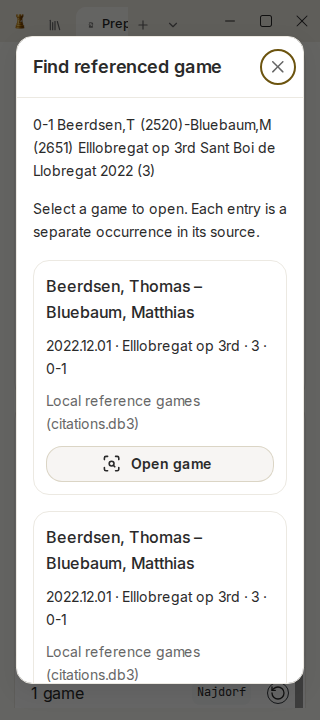 Prep
Find referenced game
0-1 Beerdsen,T (2520)-Bluebaum,M
(2651) Elllobregat op 3rd Sant Boi de
Llobregat 2022 (3)
Select a game to open. Each entry is a
separate occurrence in its source.
Beerdsen, Thomas –
Bluebaum, Matthias
2022.12.01 · Elllobregat op 3rd · 3 ·
0-1
Local reference games
(citations.db3)
Open game
Beerdsen, Thomas –
Bluebaum, Matthias
2022.12.01 · Elllobregat op 3rd · 3 ·
0-1
Local reference games
(citations.db3)
1 game
Najdorf